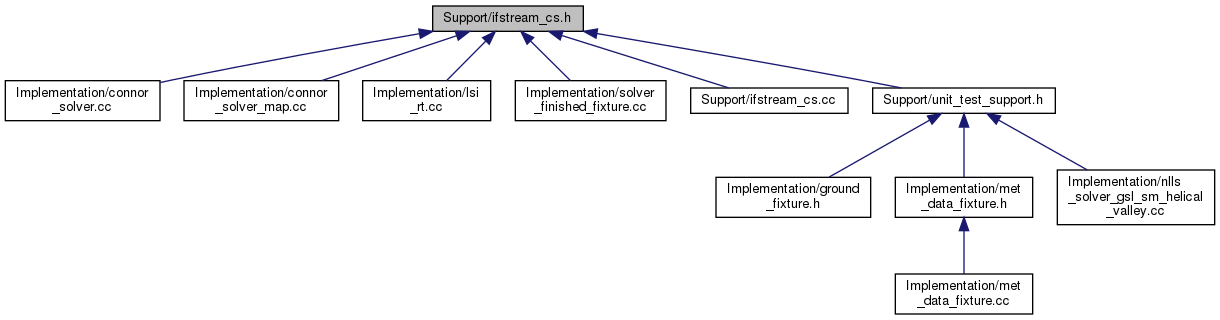 Support/ifstream_cs.h
Implementation/connor
_solver.cc
Implementation/connor
_solver_map.cc
Implementation/lsi
_rt.cc
Implementation/solver
_finished_fixture.cc
Support/ifstream_cs.cc
Support/unit_test_support.h
Implementation/ground
_fixture.h
Implementation/met
_data_fixture.h
Implementation/nlls
_solver_gsl_sm_helical
_valley.cc
Implementation/met
_data_fixture.cc